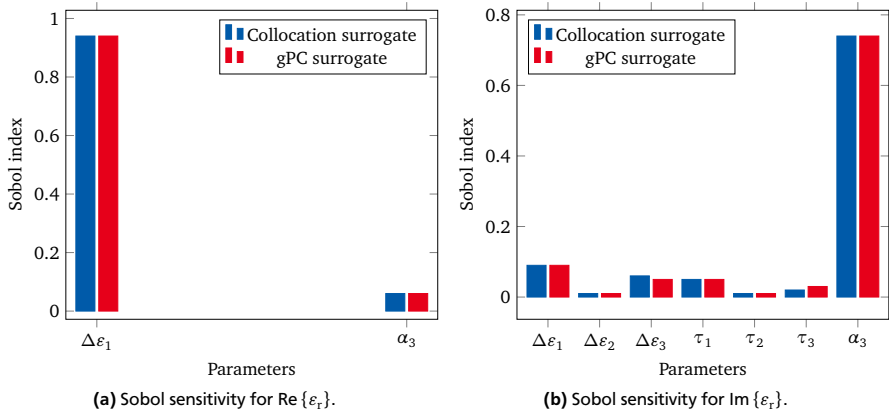 1
0.8
0.6
0.4
0.2
0
Sobol index
Collocation surrogate
gPC surrogate
Δε₁
α₃
Parameters
(a) Sobol sensitivity for Re {εᵣ}.
0.8
0.6
0.4
0.2
0
Sobol index
Collocation surrogate
gPC surrogate
Δε₁ Δε₂ Δε₃ τ₁ τ₂ τ₃ α₃
Parameters
(b) Sobol sensitivity for Im {εᵣ}.